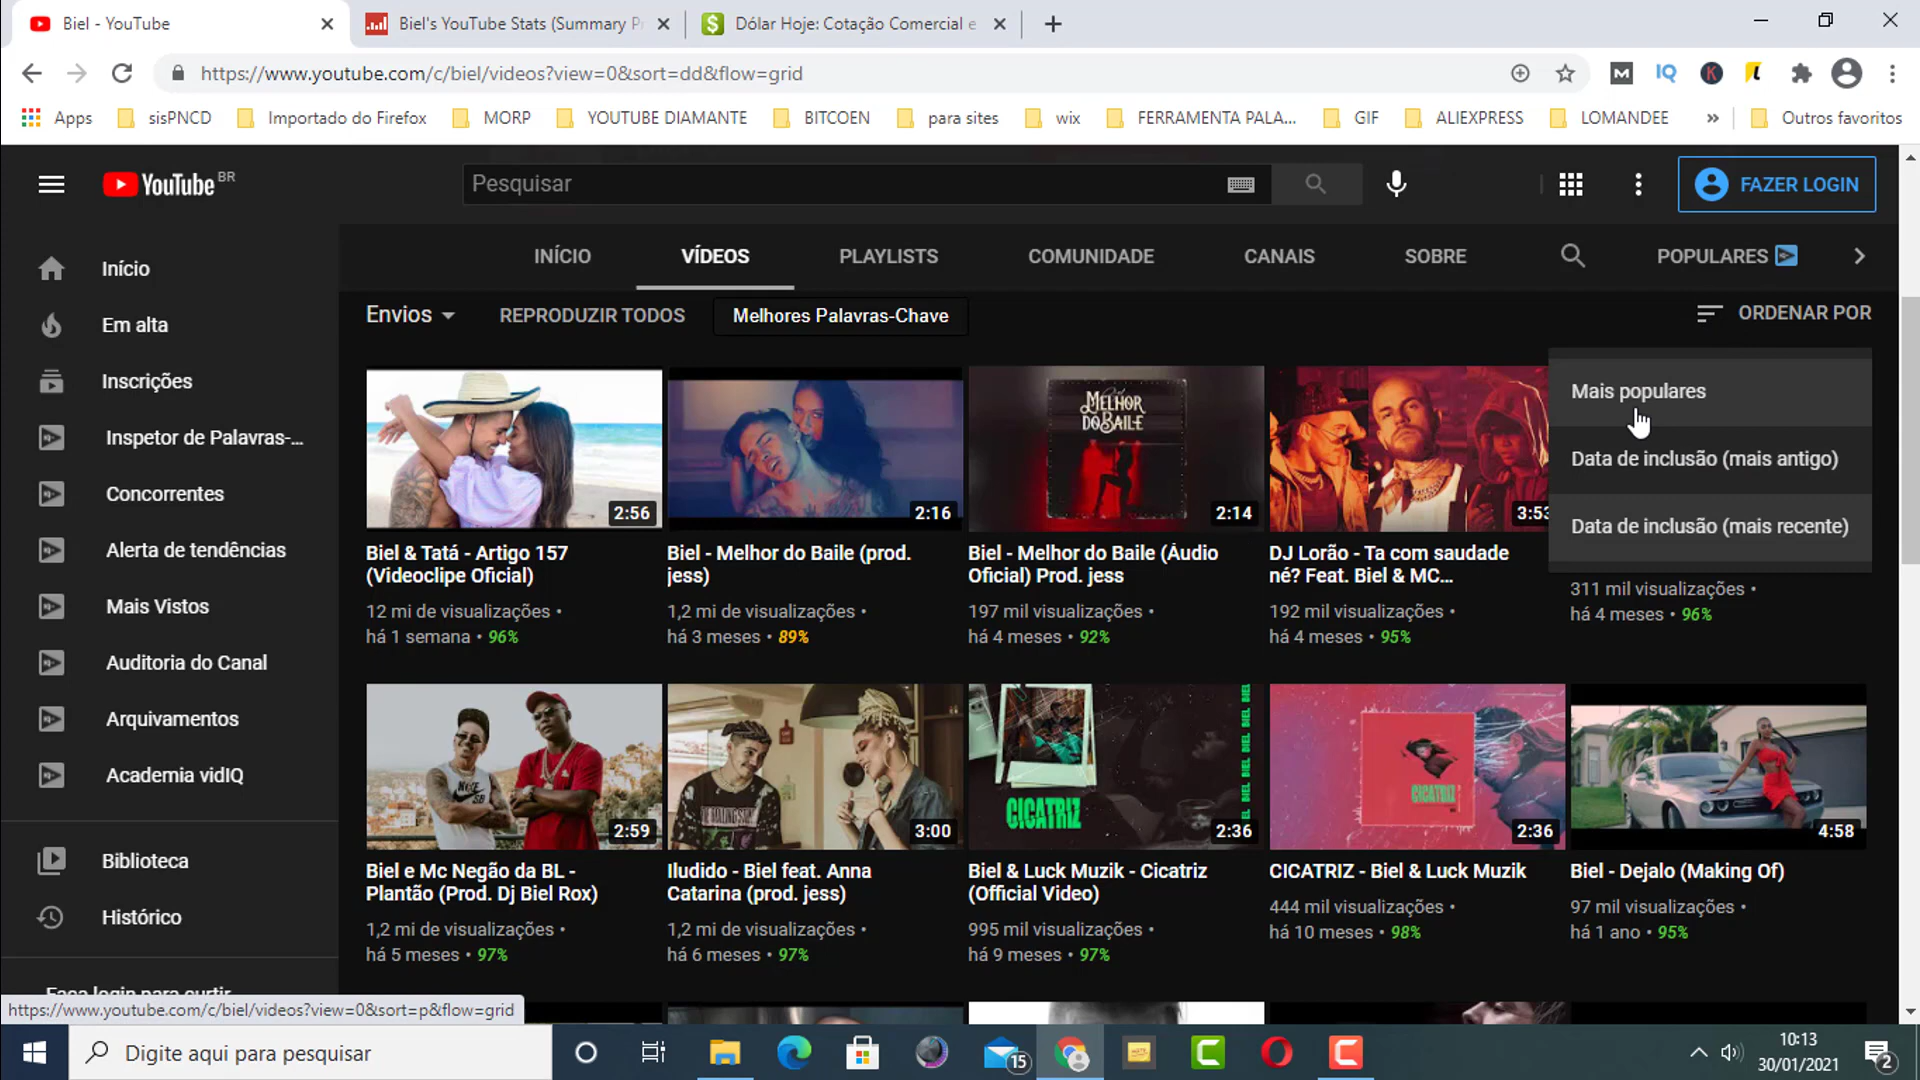 Biel - YouTube
Biel's YouTube Stats (Summary Pr
Dólar Hoje: Cotação Comercial e
https://www.youtube.com/c/biel/videos?view=0&sort=dd&flow=grid
Apps
sisPNCD
Importado do Firefox
MORP
YOUTUBE DIAMANTE
BITCOEN
para sites
wix
FERRAMENTA PALA...
GIF
ALIEXPRESS
LOMANDEE
»
Outros favoritos
YouTube BR
Pesquisar
FAZER LOGIN
INÍCIO
VÍDEOS
PLAYLISTS
COMUNIDADE
CANAIS
SOBRE
POPULARES
Início
Em alta
Inscrições
Inspetor de Palavras-...
Concorrentes
Alerta de tendências
Mais Vistos
Auditoria do Canal
Arquivamentos
Academia vidIQ
Biblioteca
Histórico
Faça login para curtir
Envios
REPRODUZIR TODOS
Melhores Palavras-Chave
ORDENAR POR
Mais populares
Data de inclusão (mais antigo)
Data de inclusão (mais recente)
2:56
2:16
MELHOR
DO BAILE
2:14
3:53
Biel & Tatá - Artigo 157
(Videoclipe Oficial)
12 mi de visualizações •
há 1 semana • 96%
Biel - Melhor do Baile (prod.
jess)
1,2 mi de visualizações •
há 3 meses • 89%
Biel - Melhor do Baile (Áudio
Oficial) Prod. jess
197 mil visualizações •
há 4 meses • 92%
DJ Lorão - Ta com saudade
né? Feat. Biel & MC...
192 mil visualizações •
há 4 meses • 95%
311 mil visualizações •
há 4 meses • 96%
2:59
3:00
CICATRIZ
BIEL BIEL BIEL BIEL
2:36
CICATRIZ
2:36
4:58
Biel e Mc Negão da BL -
Plantão (Prod. Dj Biel Rox)
1,2 mi de visualizações •
há 5 meses • 97%
Iludido - Biel feat. Anna
Catarina (prod. jess)
1,2 mi de visualizações •
há 6 meses • 97%
Biel & Luck Muzik - Cicatriz
(Official Video)
995 mil visualizações •
há 9 meses • 97%
CICATRIZ - Biel & Luck Muzik
444 mil visualizações •
há 10 meses • 98%
Biel - Dejalo (Making Of)
97 mil visualizações •
há 1 ano • 95%
https://www.youtube.com/c/biel/videos?view=0&sort=p&flow=grid
Digite aqui para pesquisar
15
10:13
30/01/2021
2